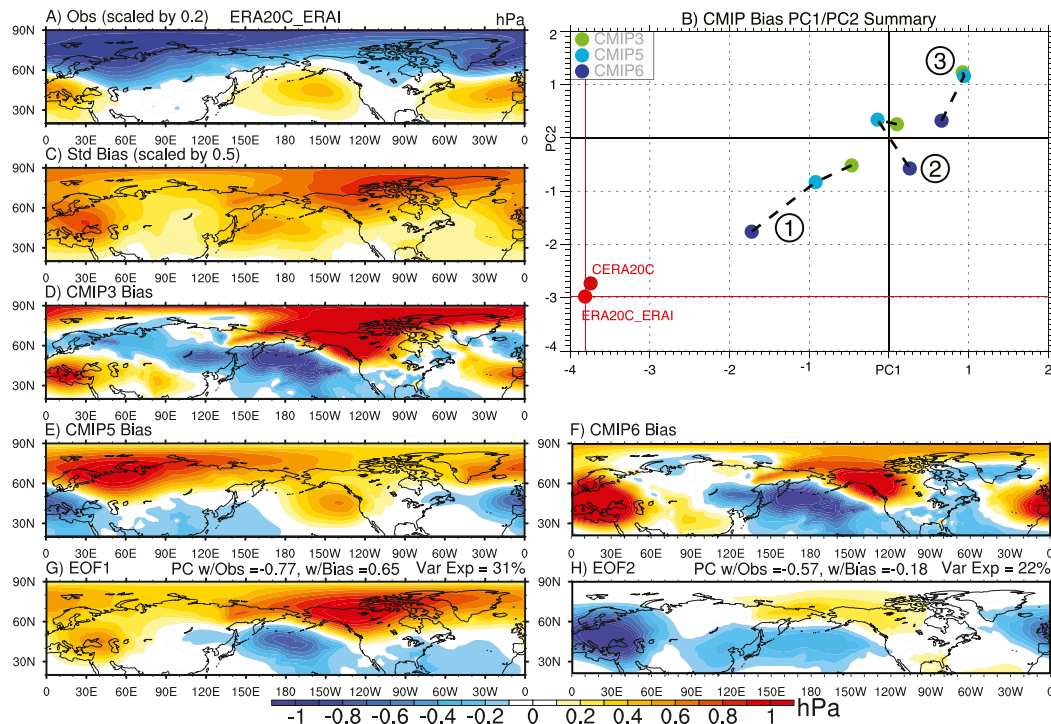 A) Obs (scaled by 0.2) ERA20C_ERAI hPa
90N
60N
30N
0 30E 60E 90E 120E 150E 180 150W 120W 90W 60W 30W 0
B) CMIP Bias PC1/PC2 Summary
CMIP3
CMIP5
CMIP6
2
1
0
-1
-2
-3
-4
PC2
1
2
3
CERA20C
ERA20C_ERAI
-4 -3 -2 -1 0 1 2
PC1
C) Std Bias (scaled by 0.5)
90N
60N
30N
0 30E 60E 90E 120E 150E 180 150W 120W 90W 60W 30W 0
D) CMIP3 Bias
90N
60N
30N
0 30E 60E 90E 120E 150E 180 150W 120W 90W 60W 30W 0
E) CMIP5 Bias
90N
60N
30N
0 30E 60E 90E 120E 150E 180 150W 120W 90W 60W 30W 0
F) CMIP6 Bias
90N
60N
30N
0 30E 60E 90E 120E 150E 180 150W 120W 90W 60W 30W 0
G) EOF1 PC w/Obs =-0.77, w/Bias =0.65 Var Exp = 31%
90N
60N
30N
0 30E 60E 90E 120E 150E 180 150W 120W 90W 60W 30W 0
H) EOF2 PC w/Obs =-0.57, w/Bias =-0.18 Var Exp = 22%
90N
60N
30N
0 30E 60E 90E 120E 150E 180 150W 120W 90W 60W 30W 0
-1 -0.8 -0.6 -0.4 -0.2 0 0.2 0.4 0.6 0.8 1 hPa